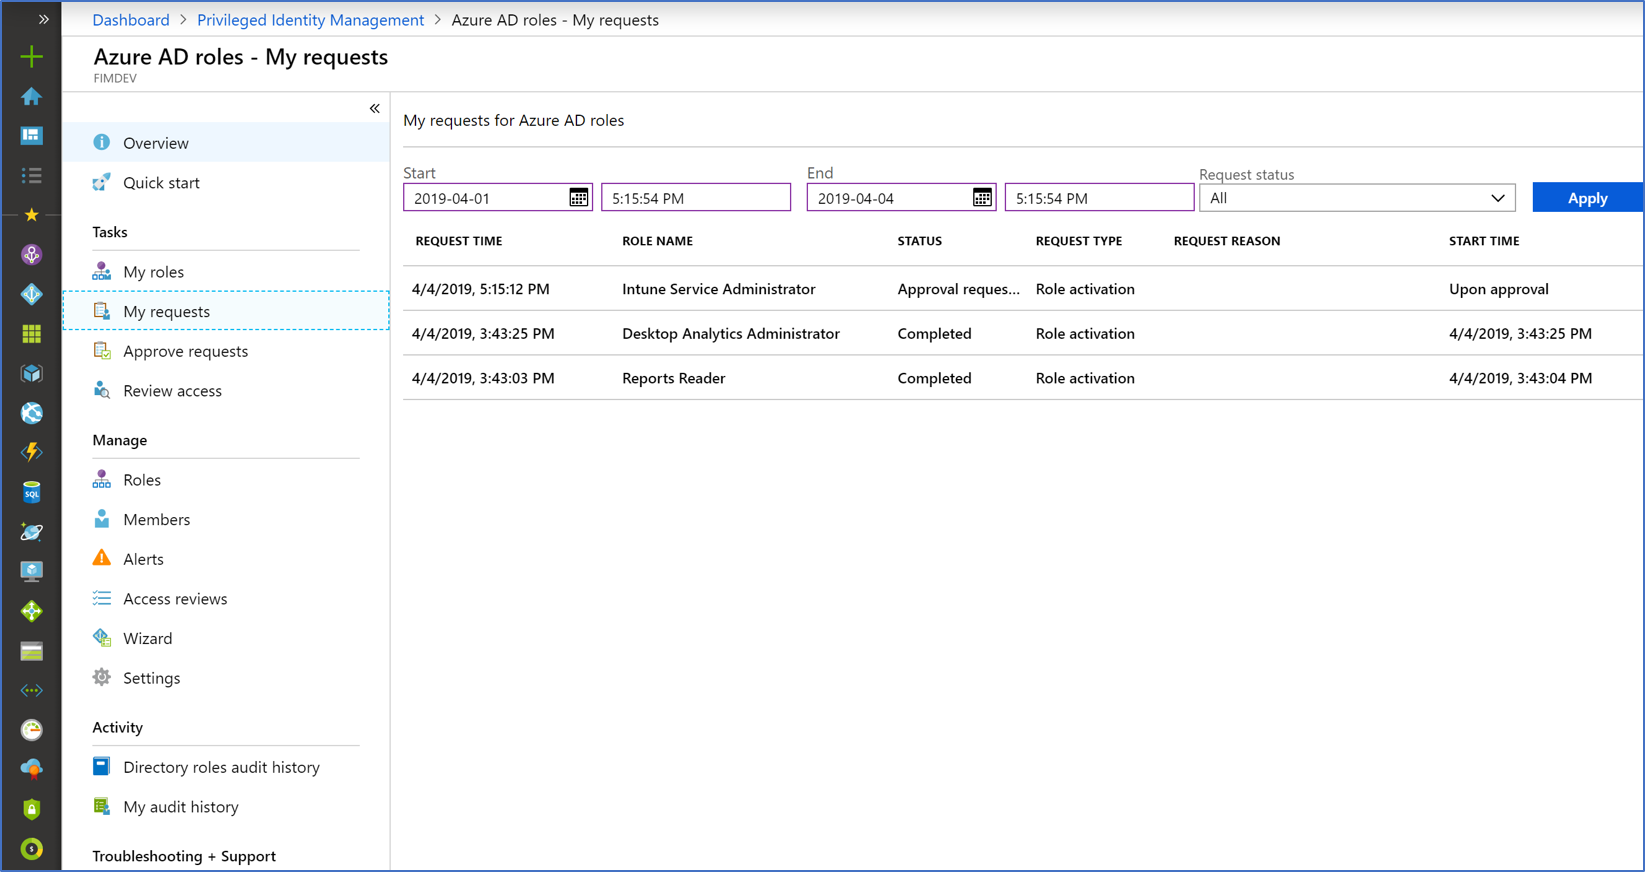 Dashboard > Privileged Identity Management > Azure AD roles - My requests
Azure AD roles - My requests
FIMDEV
Overview
Quick start
Tasks
My roles
My requests
Approve requests
Review access
Manage
Roles
Members
Alerts
Access reviews
Wizard
Settings
Activity
Directory roles audit history
My audit history
Troubleshooting + Support
SQL
My requests for Azure AD roles
Start End Request status
2019-04-01 5:15:54 PM 2019-04-04 5:15:54 PM All Apply
REQUEST TIME ROLE NAME STATUS REQUEST TYPE REQUEST REASON START TIME
4/4/2019, 5:15:12 PM Intune Service Administrator Approval reques... Role activation Upon approval
4/4/2019, 3:43:25 PM Desktop Analytics Administrator Completed Role activation 4/4/2019, 3:43:25 PM
4/4/2019, 3:43:03 PM Reports Reader Completed Role activation 4/4/2019, 3:43:04 PM